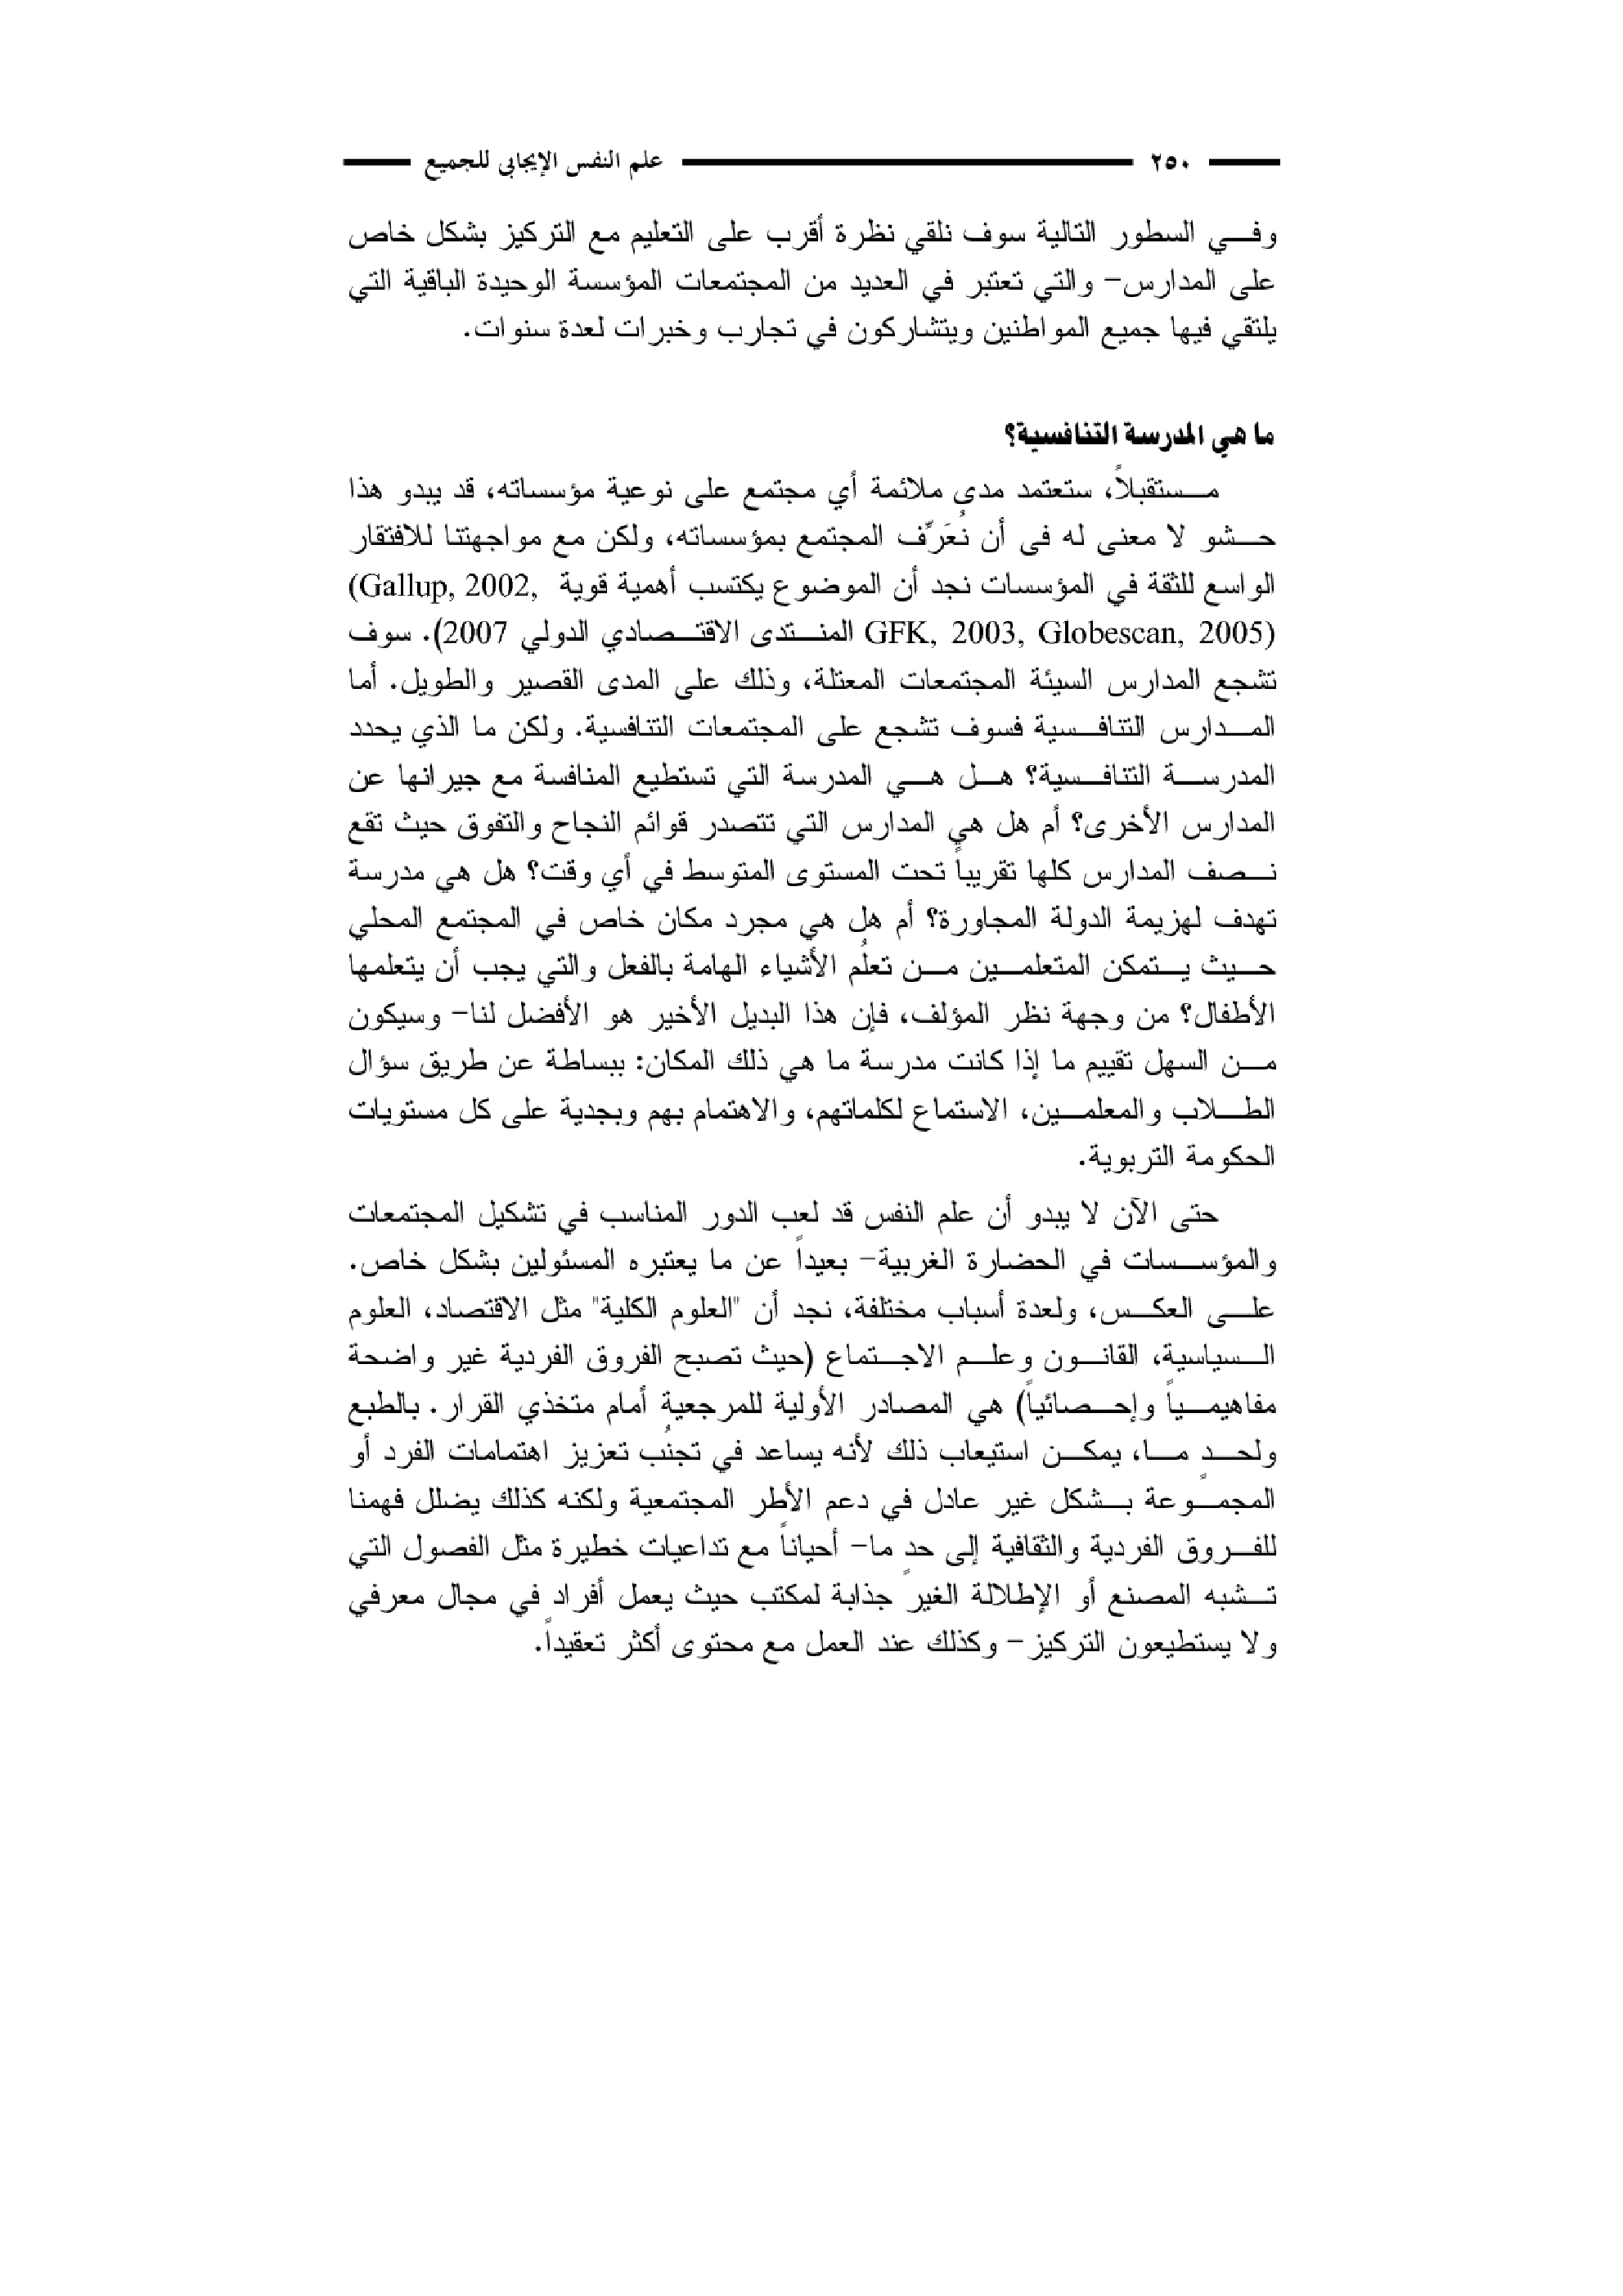 ٢٥٠ علم النفس الإيجابي للجميع
وفي السطور التالية سوف نلقي نظرة أقرب على التعليم مع التركيز بشكل خاص
على المدارس– والتي تعتبر في العديد من المجتمعات المؤسسة الوحيدة الباقية التي
يلتقي فيها جميع المواطنين ويتشاركون في تجارب وخبرات لعدة سنوات.
ما هي المدرسة التنافسية؟
مستقبلاً، ستعتمد مدى ملائمة أي مجتمع على نوعية مؤسساته، قد يبدو هذا
حشو لا معنى له فى أن نُعَرِّف المجتمع بمؤسساته، ولكن مع مواجهتنا للافتقار
الواسع للثقة في المؤسسات نجد أن الموضوع يكتسب أهمية قوية (Gallup, 2002,
GFK, 2003, Globescan, 2005) المنتدى الاقتصادي الدولي 2007). سوف
تشجع المدارس السيئة المجتمعات المعتلة، وذلك على المدى القصير والطويل. أما
المدارس التنافسية فسوف تشجع على المجتمعات التنافسية. ولكن ما الذي يحدد
المدرسة التنافسية؟ هل هي المدرسة التي تستطيع المنافسة مع جيرانها عن
المدارس الأخرى؟ أم هل هي المدارس التي تتصدر قوائم النجاح والتفوق حيث تقع
نصف المدارس كلها تقريباً تحت المستوى المتوسط في أي وقت؟ هل هي مدرسة
تهدف لهزيمة الدولة المجاورة؟ أم هل هي مجرد مكان خاص في المجتمع المحلي
حيث يتمكن المتعلمين من تعلُم الأشياء الهامة بالفعل والتي يجب أن يتعلمها
الأطفال؟ من وجهة نظر المؤلف، فإن هذا البديل الأخير هو الأفضل لنا– وسيكون
من السهل تقييم ما إذا كانت مدرسة ما هي ذلك المكان: ببساطة عن طريق سؤال
الطلاب والمعلمين، الاستماع لكلماتهم، والاهتمام بهم وبجدية على كل مستويات
الحكومة التربوية.
حتى الآن لا يبدو أن علم النفس قد لعب الدور المناسب في تشكيل المجتمعات
والمؤسسات في الحضارة الغربية– بعيداً عن ما يعتبره المسئولين بشكل خاص.
على العكس، ولعدة أسباب مختلفة، نجد أن "العلوم الكلية" مثل الاقتصاد، العلوم
السياسية، القانون وعلم الاجتماع (حيث تصبح الفروق الفردية غير واضحة
مفاهيمياً وإحصائياً) هي المصادر الأولية للمرجعية أمام متخذي القرار. بالطبع
ولحدٍ ما، يمكن استيعاب ذلك لأنه يساعد في تجنُب تعزيز اهتمامات الفرد أو
المجموعة بشكل غير عادل في دعم الأطر المجتمعية ولكنه كذلك يضلل فهمنا
للفروق الفردية والثقافية إلى حدٍ ما– أحياناً مع تداعيات خطيرة مثل الفصول التي
تشبه المصنع أو الإطلالة الغير جذابة لمكتب حيث يعمل أفراد في مجال معرفي
ولا يستطيعون التركيز– وكذلك عند العمل مع محتوى أكثر تعقيداً.